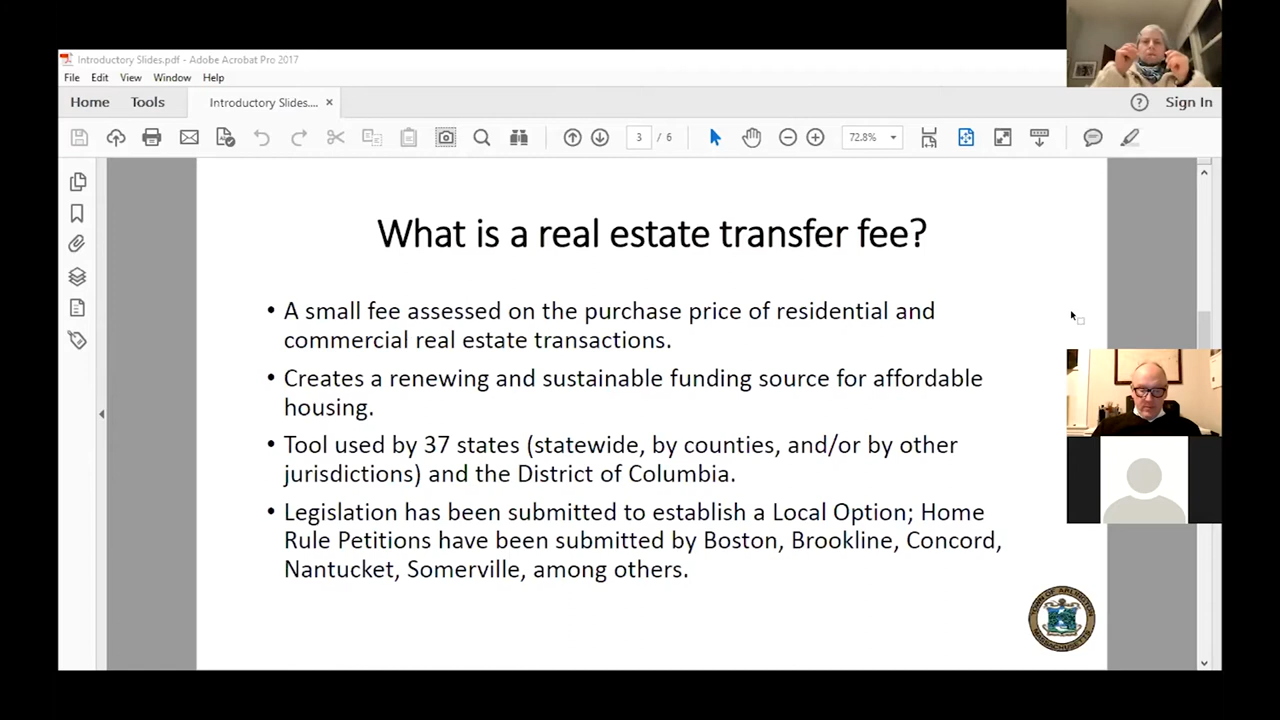 Introductory Slides.pdf - Adobe Acrobat Pro 2017
File Edit View Window Help
Home Tools Introductory Slides.... × Sign In
3 / 6 72.8%
What is a real estate transfer fee?
• A small fee assessed on the purchase price of residential and
commercial real estate transactions.
• Creates a renewing and sustainable funding source for affordable
housing.
• Tool used by 37 states (statewide, by counties, and/or by other
jurisdictions) and the District of Columbia.
• Legislation has been submitted to establish a Local Option; Home
Rule Petitions have been submitted by Boston, Brookline, Concord,
Nantucket, Somerville, among others.
TOWN OF ARLINGTON
MASSACHUSETTS